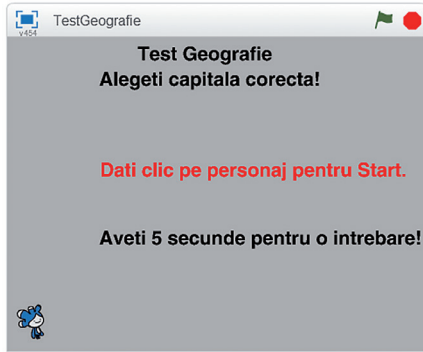 TestGeografie
v454
Test Geografie
Alegeti capitala corecta!
Dati clic pe personaj pentru Start.
Aveti 5 secunde pentru o intrebare!